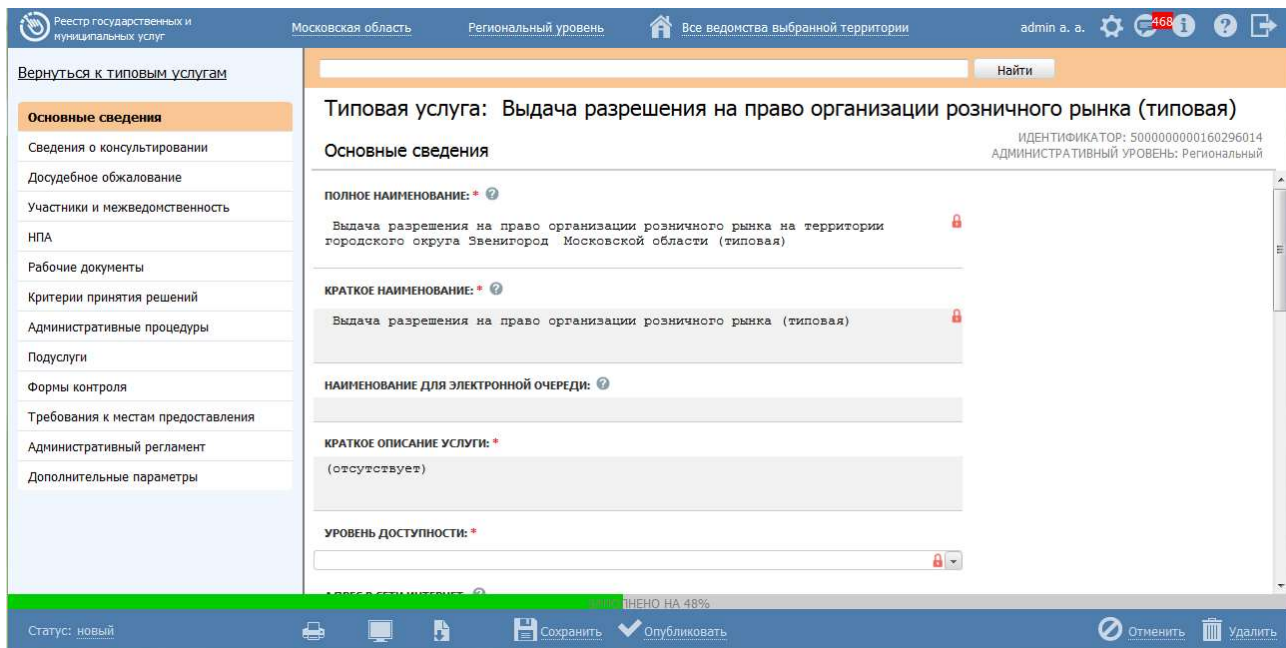 Реестр государственных и
муниципальных услуг
Московская область
Региональный уровень
Все ведомства выбранной территории
admin a. a.
468
Вернуться к типовым услугам
Найти
Основные сведения
Сведения о консультировании
Досудебное обжалование
Участники и межведомственность
НПА
Рабочие документы
Критерии принятия решений
Административные процедуры
Подуслуги
Формы контроля
Требования к местам предоставления
Административный регламент
Дополнительные параметры
Типовая услуга: Выдача разрешения на право организации розничного рынка (типовая)
Основные сведения
ИДЕНТИФИКАТОР: 5000000000160296014
АДМИНИСТРАТИВНЫЙ УРОВЕНЬ: Региональный
ПОЛНОЕ НАИМЕНОВАНИЕ: *
Выдача разрешения на право организации розничного рынка на территории
городского округа Звенигород Московской области (типовая)
КРАТКОЕ НАИМЕНОВАНИЕ: *
Выдача разрешения на право организации розничного рынка (типовая)
НАИМЕНОВАНИЕ ДЛЯ ЭЛЕКТРОННОЙ ОЧЕРЕДИ:
КРАТКОЕ ОПИСАНИЕ УСЛУГИ: *
(отсутствует)
УРОВЕНЬ ДОСТУПНОСТИ: *
НА 48%
Статус: новый
Сохранить
Опубликовать
Отменить
Удалить